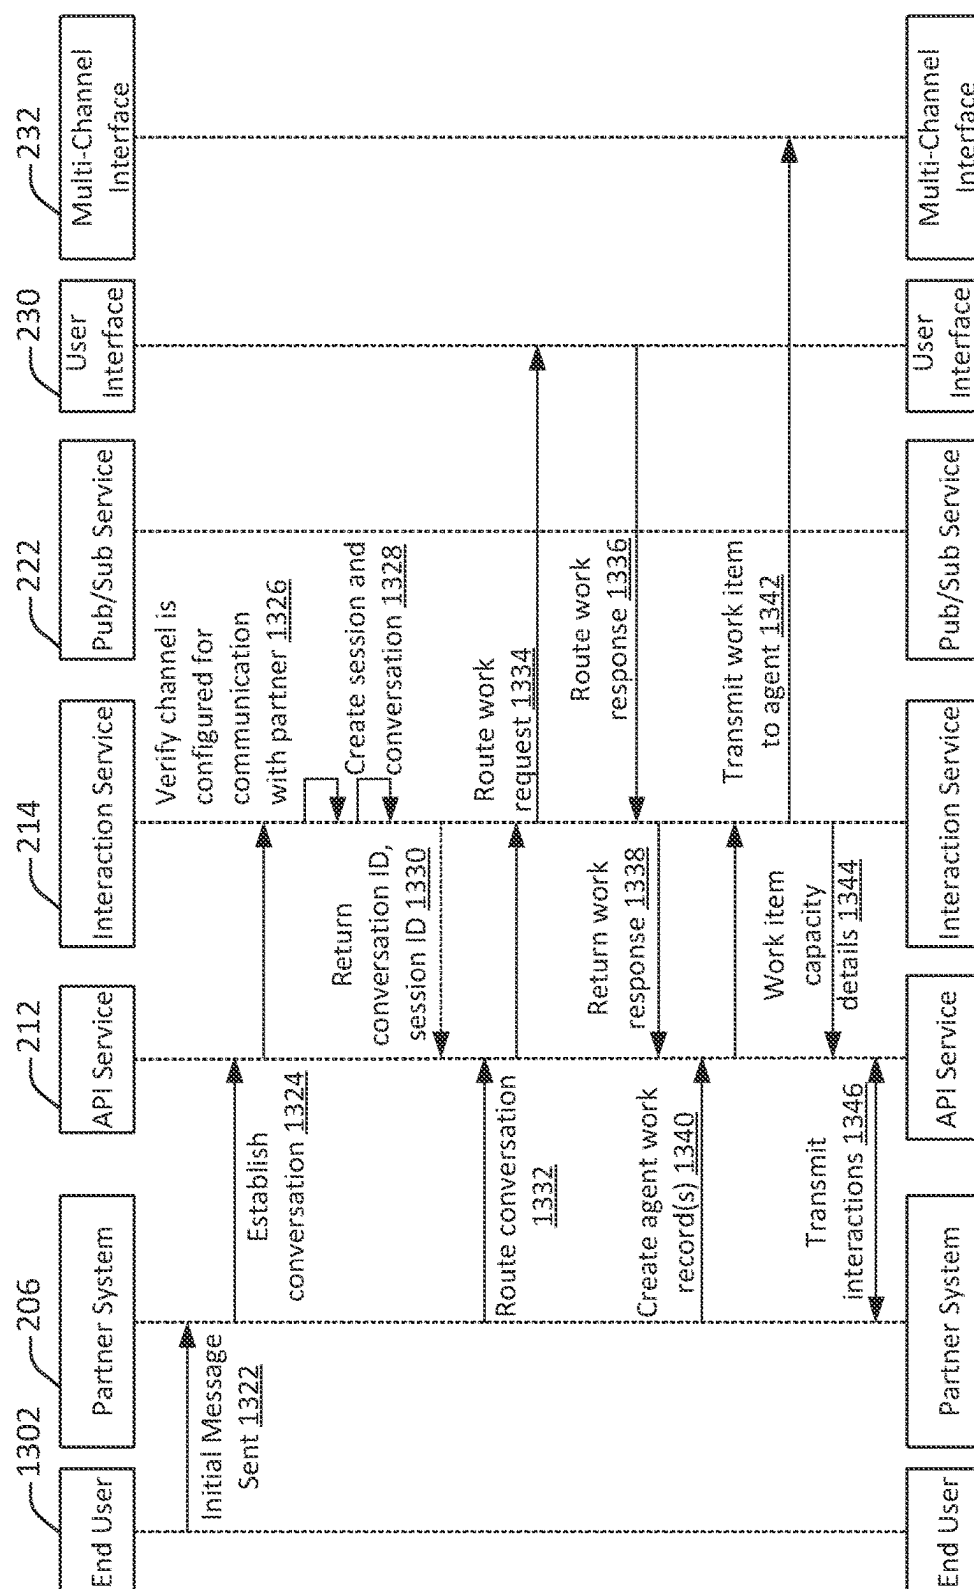 1302
206
212
214
222
230
232
End User
Partner System
API Service
Interaction Service
Pub/Sub Service
User
Interface
Multi-Channel
Interface
Initial Message
Sent 1322
Establish
conversation 1324
Verify channel is
configured for
communication
with partner 1326
Create session and
conversation 1328
Return
conversation ID,
session ID 1330
Route conversation
1332
Route work
request 1334
Route work
response 1336
Return work
response 1338
Create agent work
record(s) 1340
Transmit work item
to agent 1342
Work item
capacity
details 1344
Transmit
interactions 1346
End User
Partner System
API Service
Interaction Service
Pub/Sub Service
User
Interface
Multi-Channel
Interface